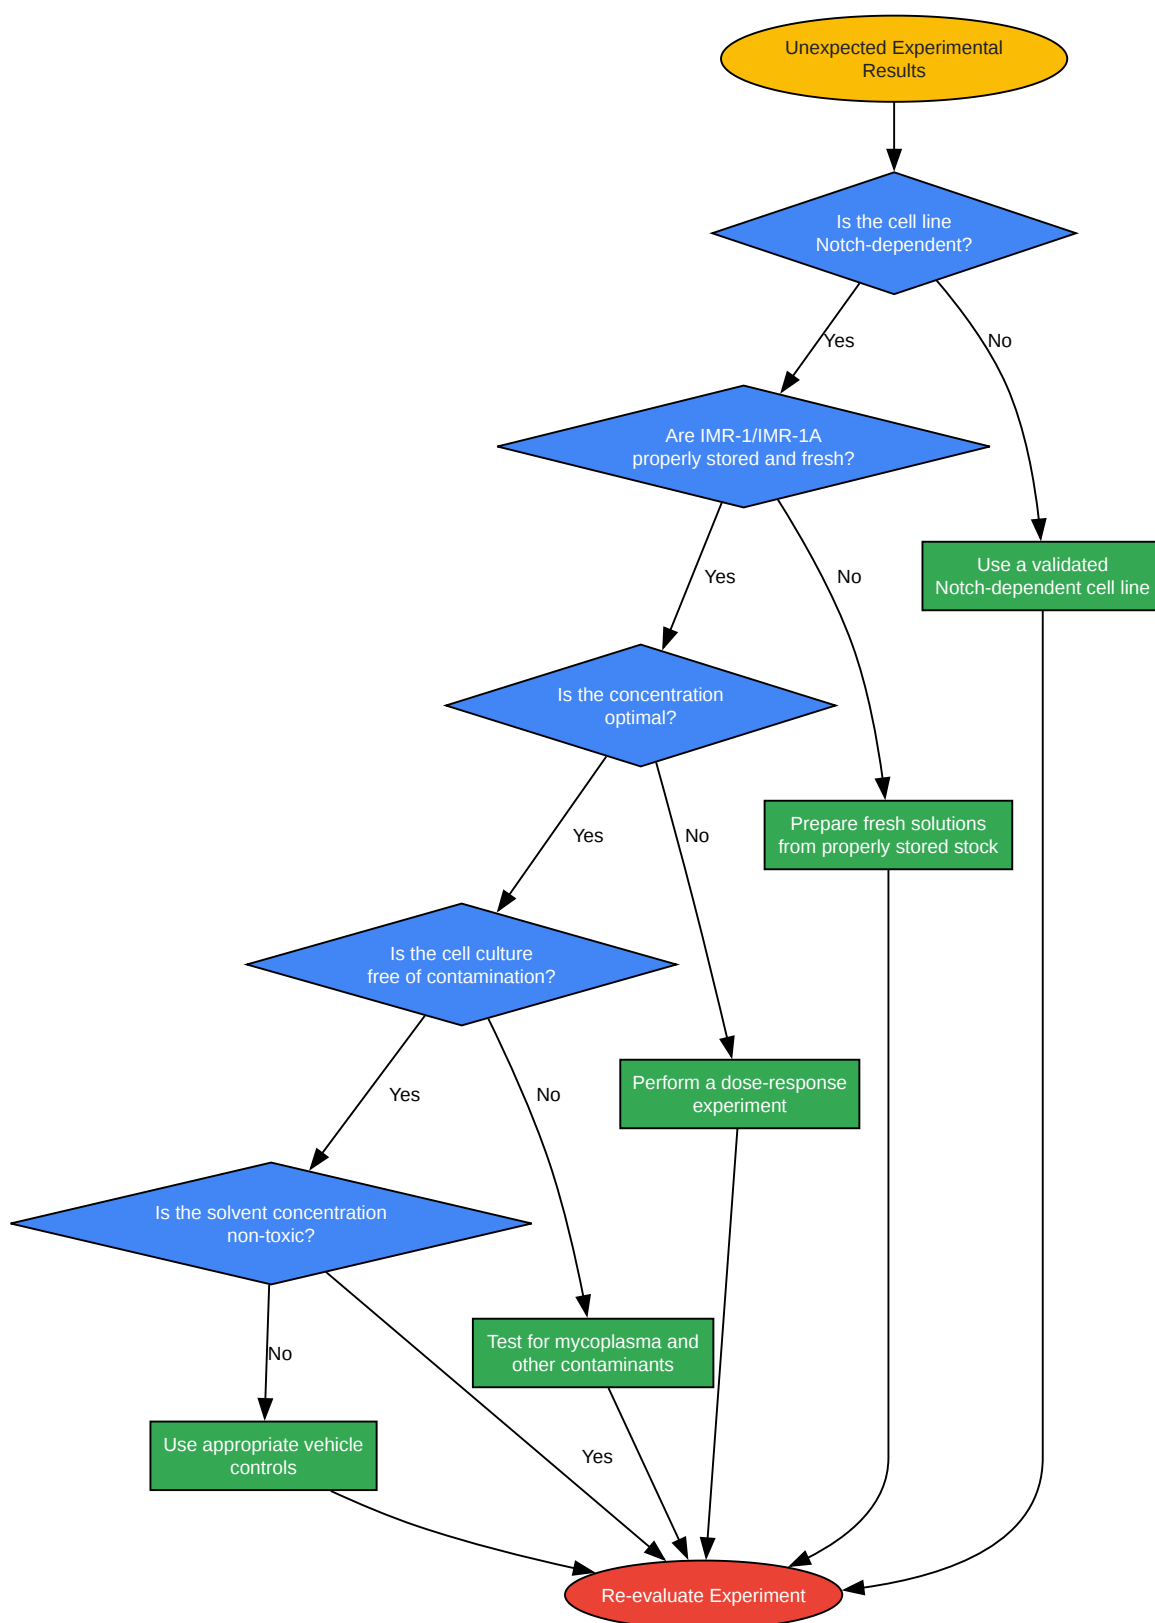 Unexpected Experimental
Results
Is the cell line
Notch-dependent?
Yes
No
Are IMR-1/IMR-1A
properly stored and fresh?
Use a validated
Notch-dependent cell line
Yes
No
Is the concentration
optimal?
Prepare fresh solutions
from properly stored stock
Yes
No
Is the cell culture
free of contamination?
Perform a dose-response
experiment
Yes
No
Is the solvent concentration
non-toxic?
Test for mycoplasma and
other contaminants
No
Use appropriate vehicle
controls
Yes
Re-evaluate Experiment